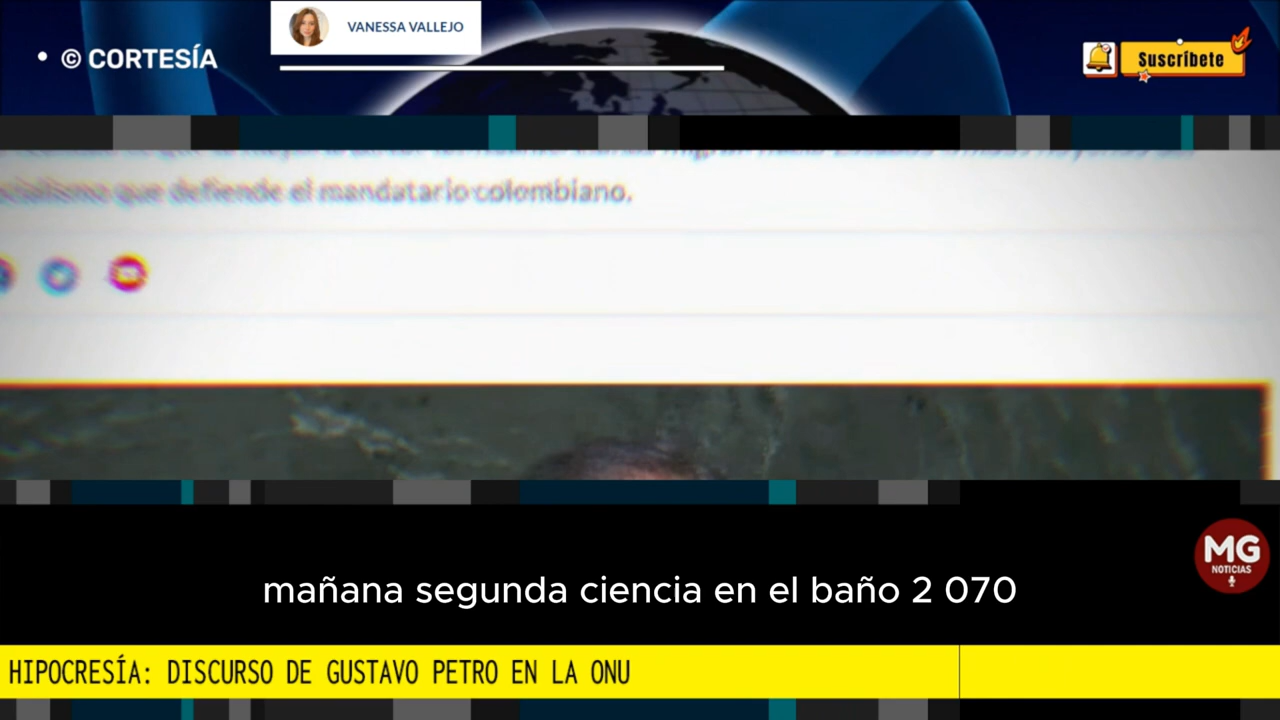 VANESSA VALLEJO
• © CORTESÍA
Suscríbete
que defiende el mandatario colombiano.
MG
NOTICIAS
mañana segunda ciencia en el baño 2 070
HIPOCRESÍA: DISCURSO DE GUSTAVO PETRO EN LA ONU